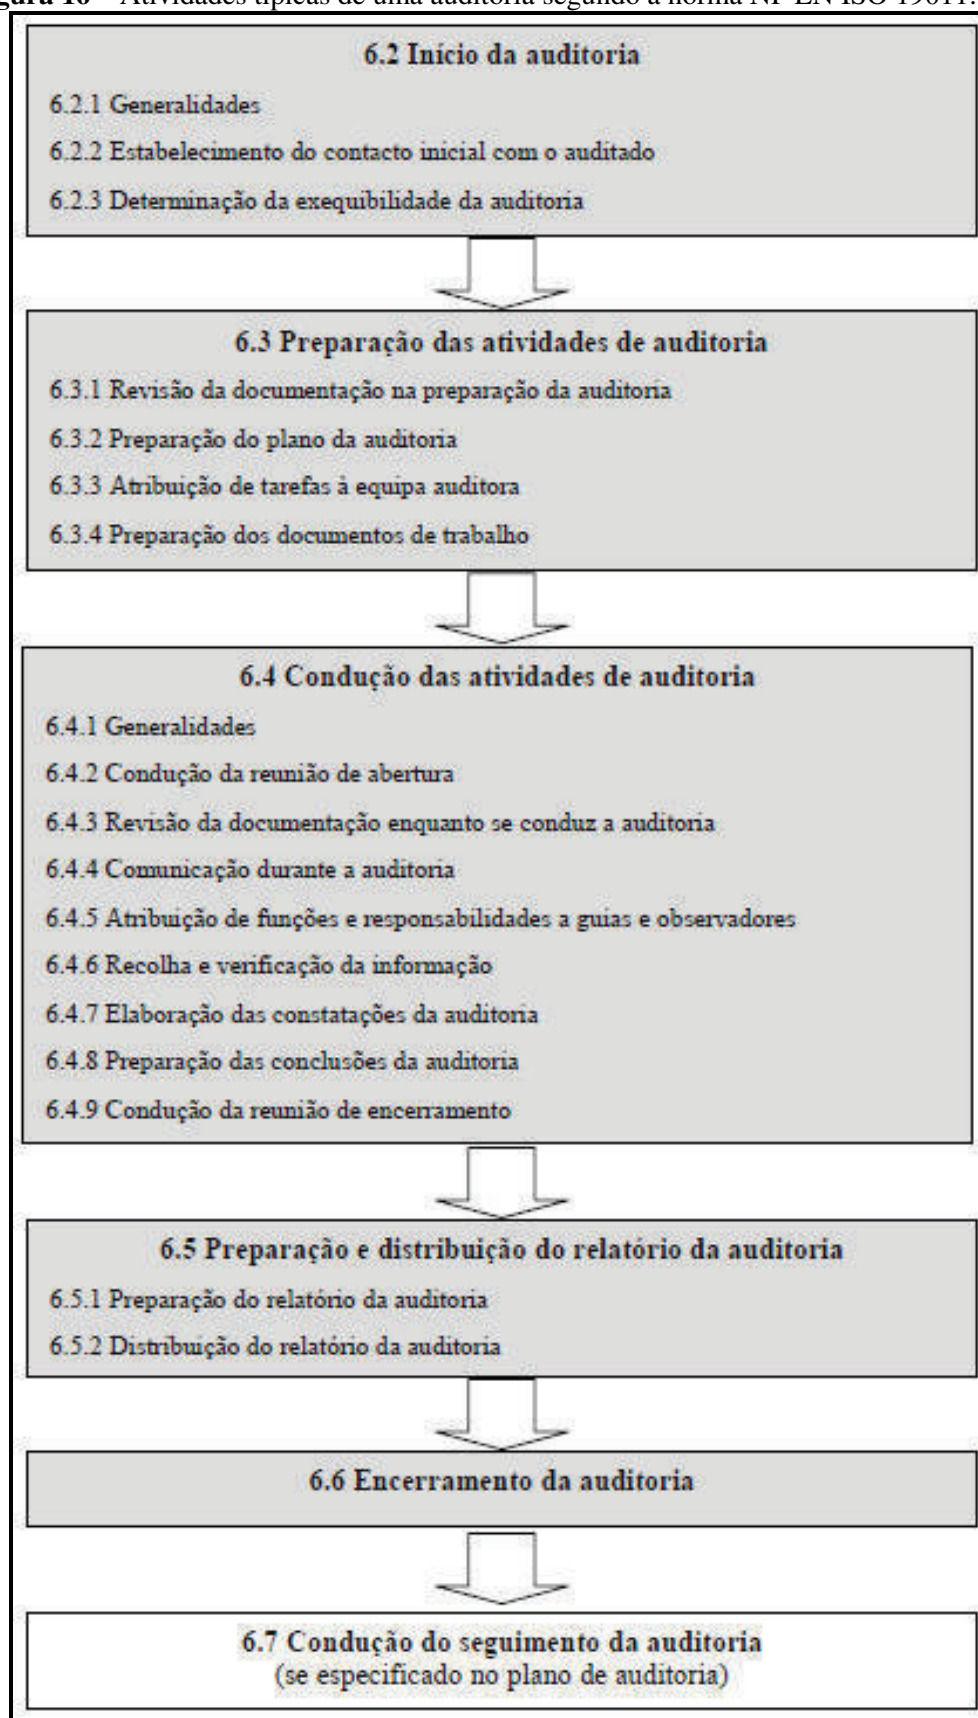 gura 16 – Atividades típicas de uma auditoria segundo a norma NP EN ISO 19011:
6.2 Início da auditoria
6.2.1 Generalidades
6.2.2 Estabelecimento do contacto inicial com o auditado
6.2.3 Determinação da exequibilidade da auditoria
6.3 Preparação das atividades de auditoria
6.3.1 Revisão da documentação na preparação da auditoria
6.3.2 Preparação do plano da auditoria
6.3.3 Atribuição de tarefas à equipa auditora
6.3.4 Preparação dos documentos de trabalho
6.4 Condução das atividades de auditoria
6.4.1 Generalidades
6.4.2 Condução da reunião de abertura
6.4.3 Revisão da documentação enquanto se conduz a auditoria
6.4.4 Comunicação durante a auditoria
6.4.5 Atribuição de funções e responsabilidades a guias e observadores
6.4.6 Recolha e verificação da informação
6.4.7 Elaboração das constatações da auditoria
6.4.8 Preparação das conclusões da auditoria
6.4.9 Condução da reunião de encerramento
6.5 Preparação e distribuição do relatório da auditoria
6.5.1 Preparação do relatório da auditoria
6.5.2 Distribuição do relatório da auditoria
6.6 Encerramento da auditoria
6.7 Condução do seguimento da auditoria
(se especificado no plano de auditoria)